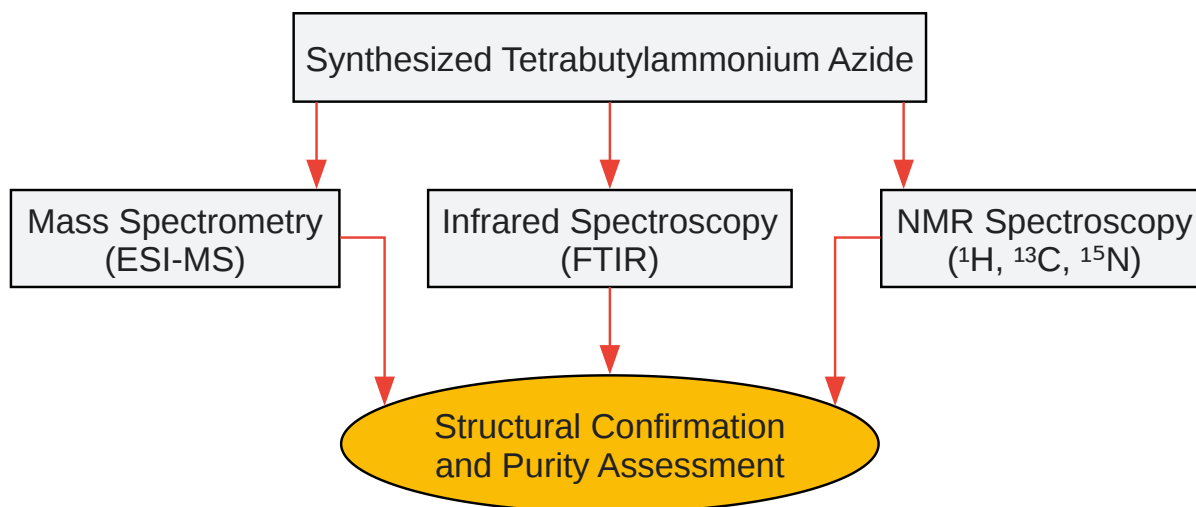 Synthesized Tetrabutylammonium Azide
Mass Spectrometry
(ESI-MS)
Infrared Spectroscopy
(FTIR)
NMR Spectroscopy
(¹H, ¹³C, ¹⁵N)
Structural Confirmation
and Purity Assessment